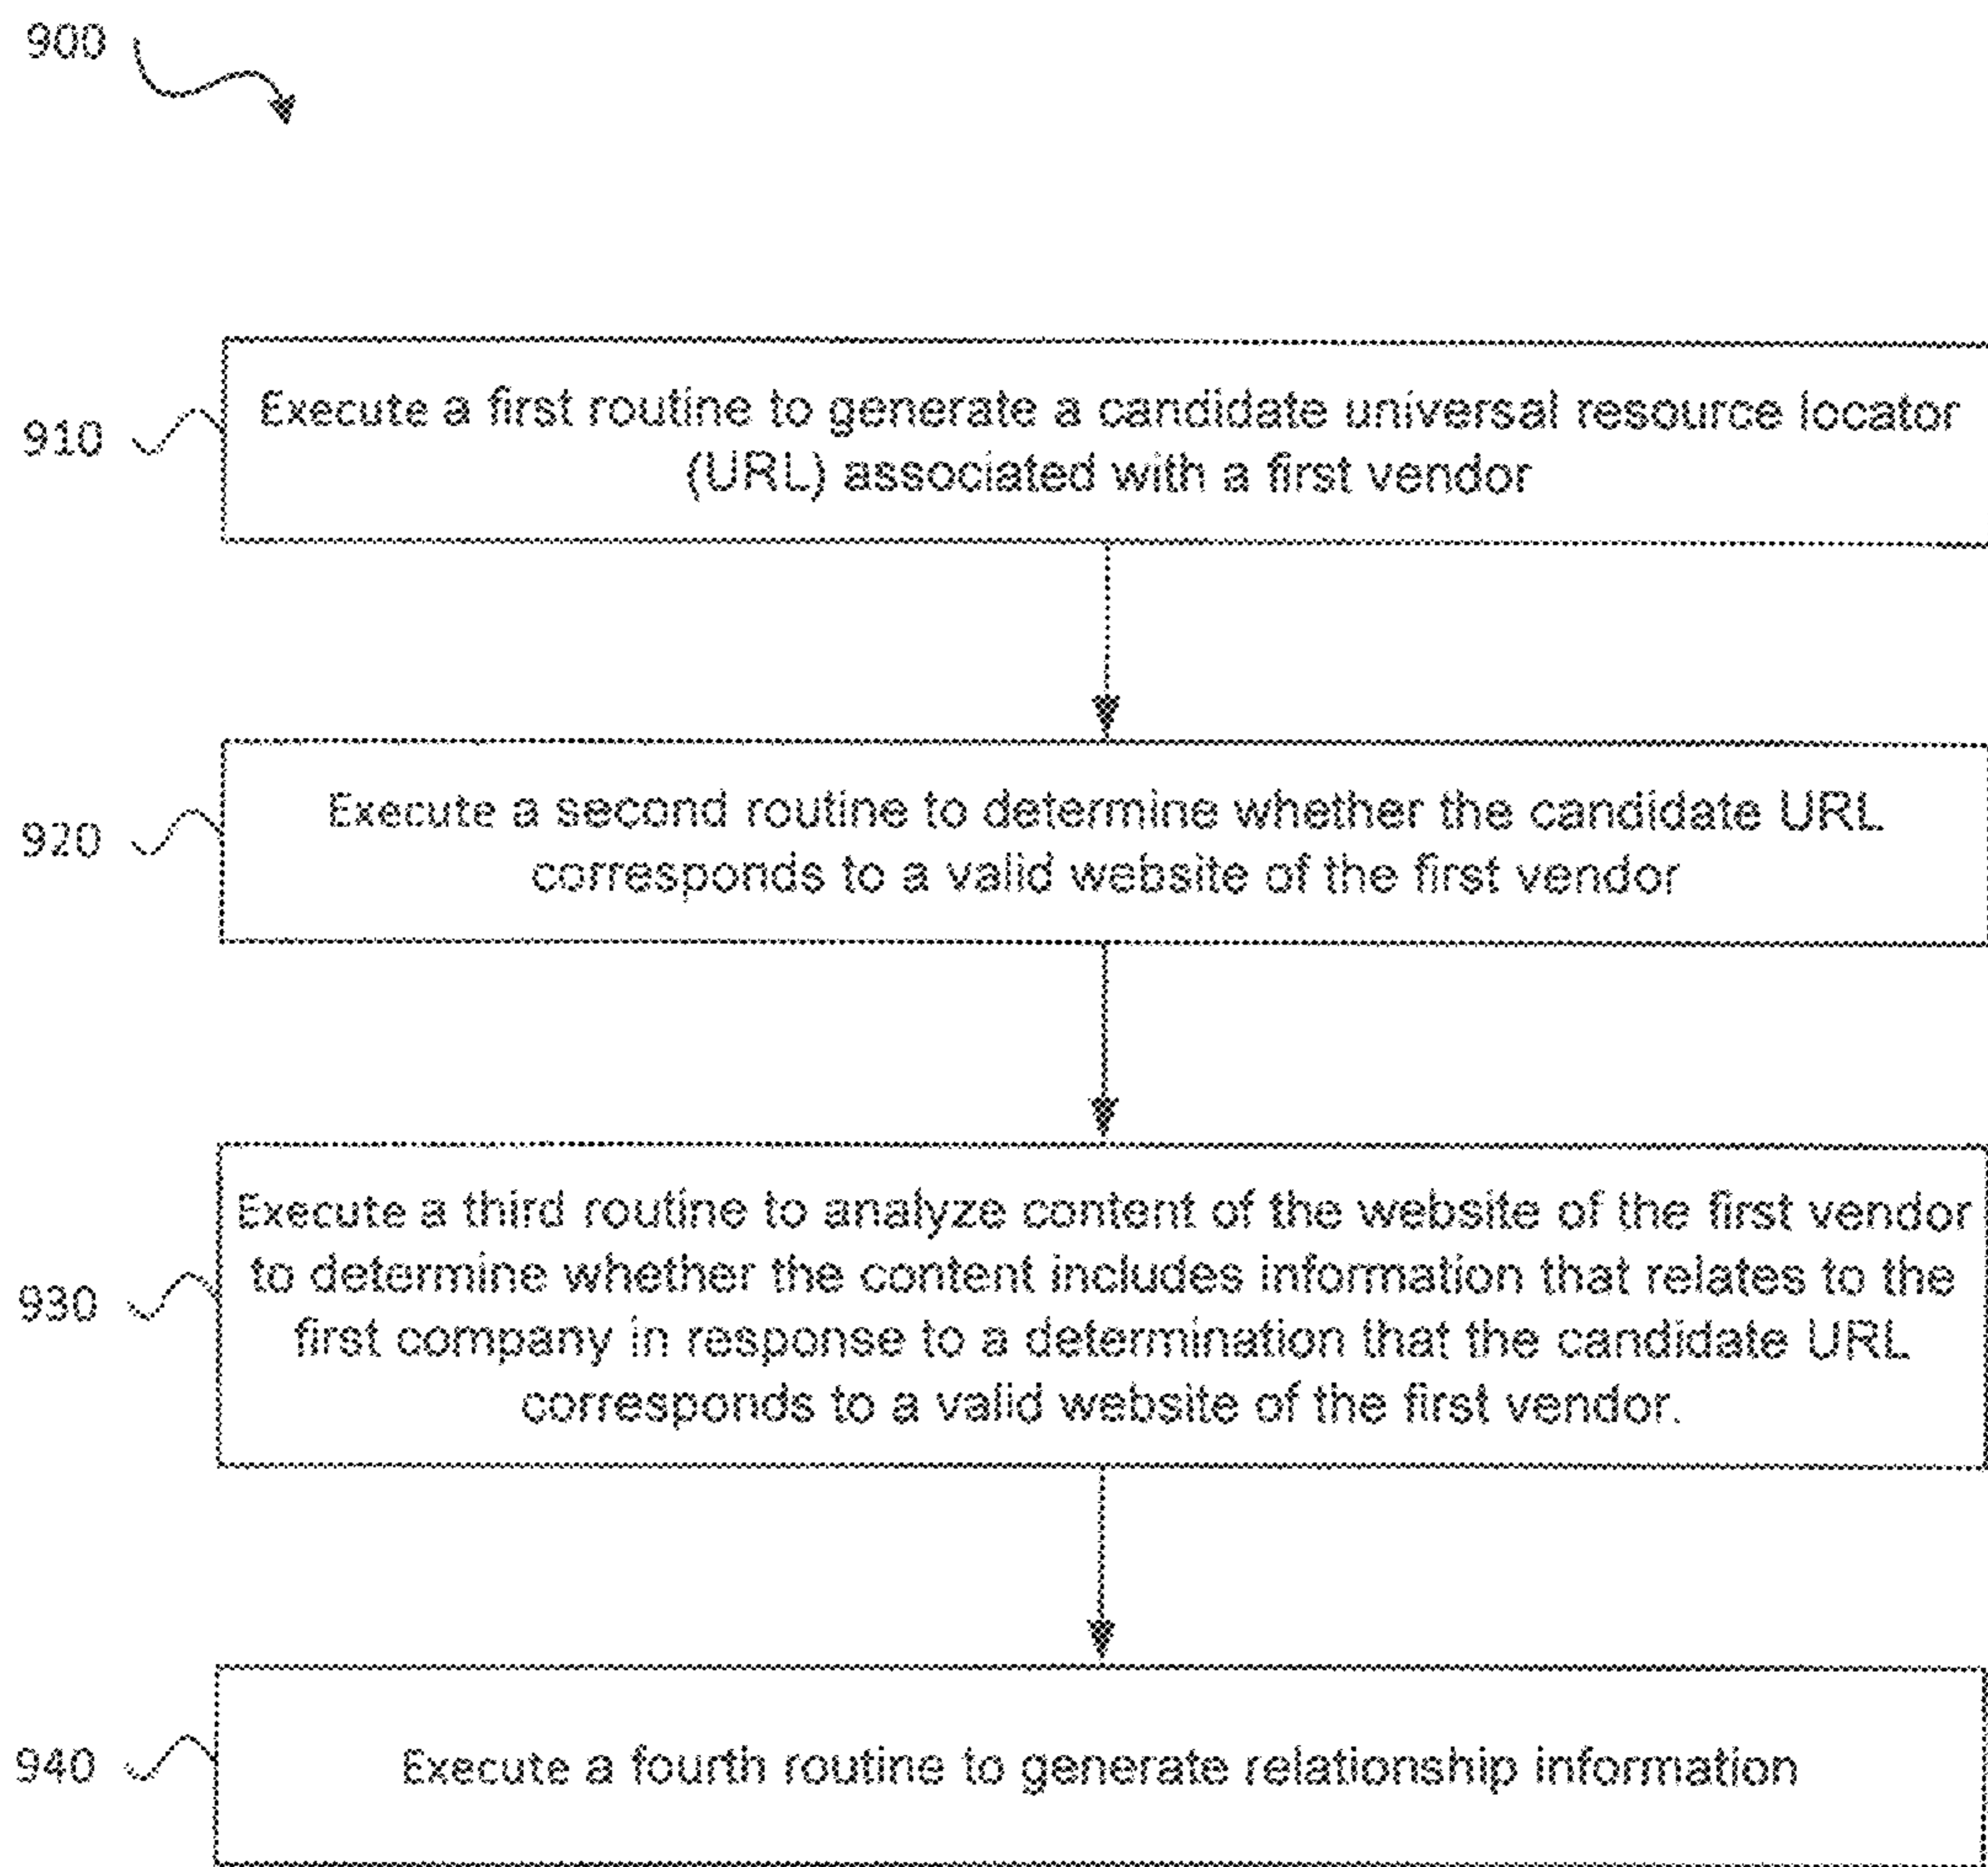 900
910
Execute a first routine to generate a candidate universal resource locator
(URL) associated with a first vendor
920
Execute a second routine to determine whether the candidate URL
corresponds to a valid website of the first vendor
930
Execute a third routine to analyze content of the website of the first vendor
to determine whether the content includes information that relates to the
first company in response to a determination that the candidate URL
corresponds to a valid website of the first vendor.
940
Execute a fourth routine to generate relationship information